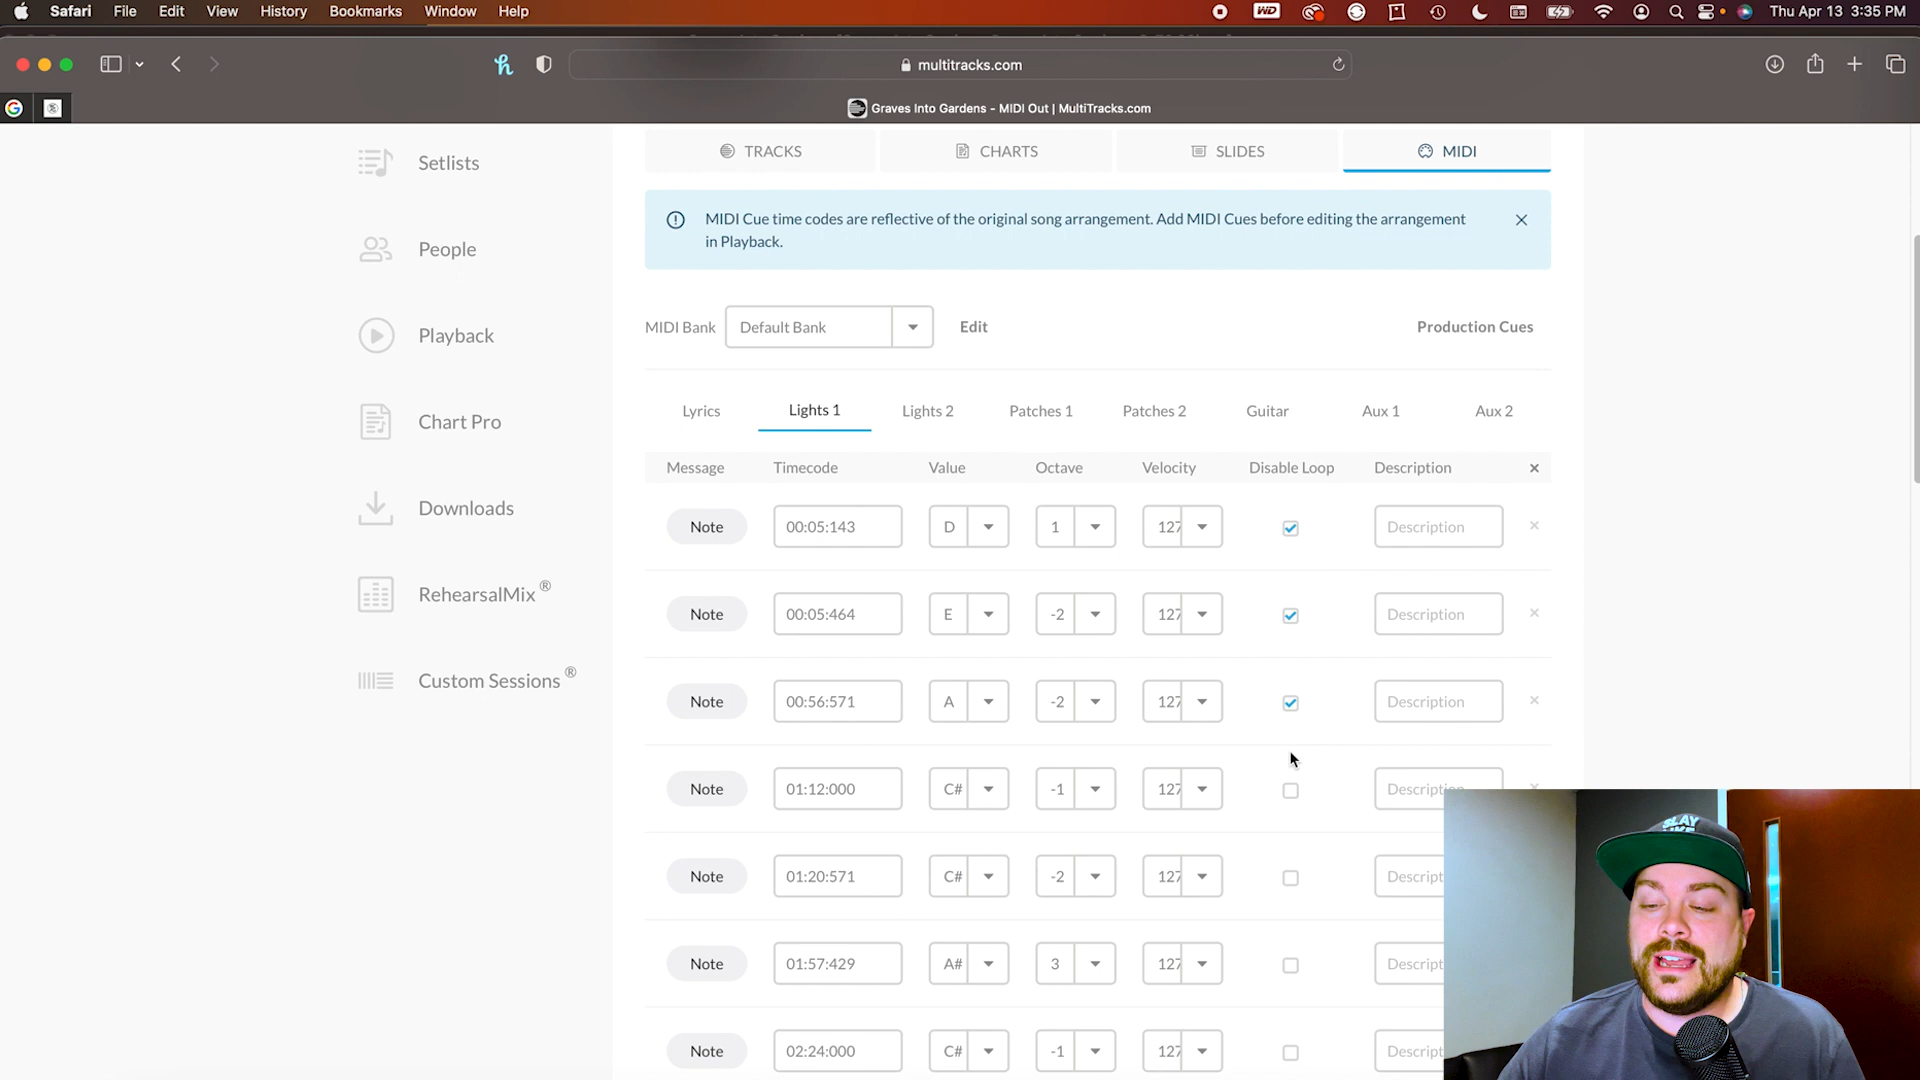 Safari File Edit View History Bookmarks Window Help Thu Apr 13 3:35 PM
multitracks.com
Graves Into Gardens - MIDI Out | MultiTracks.com
Setlists
People
Playback
Chart Pro
Downloads
RehearsalMix®
Custom Sessions®
TRACKS CHARTS SLIDES MIDI
MIDI Cue time codes are reflective of the original song arrangement. Add MIDI Cues before editing the arrangement
in Playback.
MIDI Bank Default Bank Edit Production Cues
Lyrics Lights 1 Lights 2 Patches 1 Patches 2 Guitar Aux 1 Aux 2
Message Timecode Value Octave Velocity Disable Loop Description
Note 00:05:143 D 1 127 Description
Note 00:05:464 E -2 127 Description
Note 00:56:571 A -2 127 Description
Note 01:12:000 C# -1 127 Descriptio
Note 01:20:571 C# -2 127 Descript
Note 01:57:429 A# 3 127 Descript
Note 02:24:000 C# -1 127 Descript
SLAY
LIKE